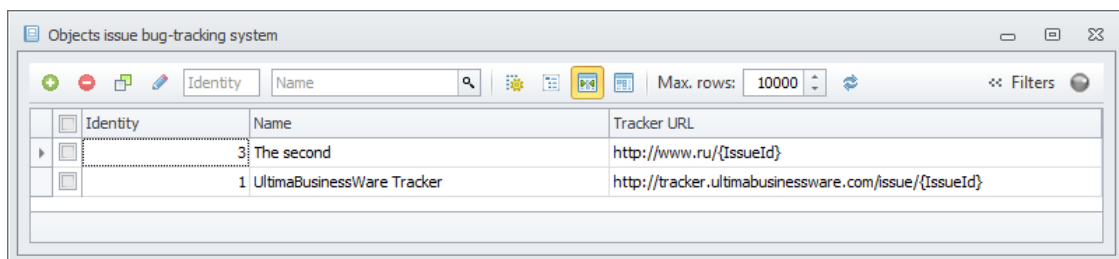 Objects issue bug-tracking system
Identity Name Max. rows: 10000 Filters
Identity Name Tracker URL
3 The second http://www.ru/{IssueId}
1 UltimaBusinessWare Tracker http://tracker.ultimabusinessware.com/issue/{IssueId}